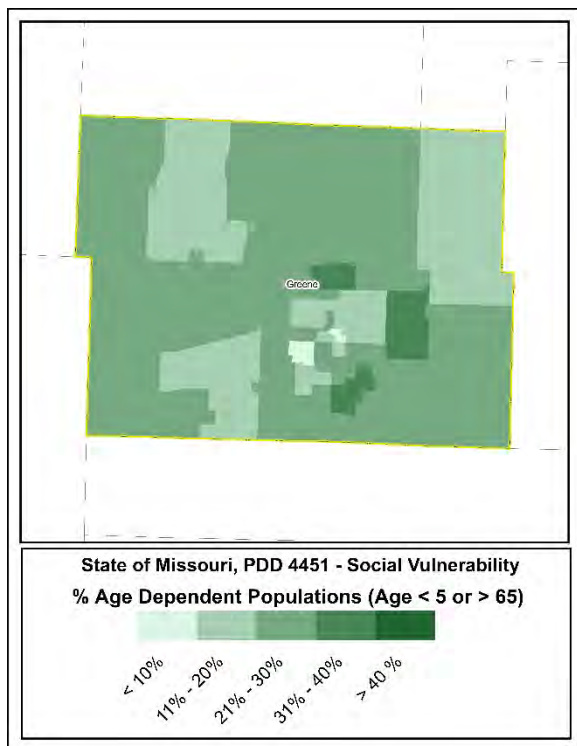 Greene
State of Missouri, PDD 4451 - Social Vulnerability
% Age Dependent Populations (Age < 5 or > 65)
< 10%
11% - 20%
21% - 30%
31% - 40%
> 40 %